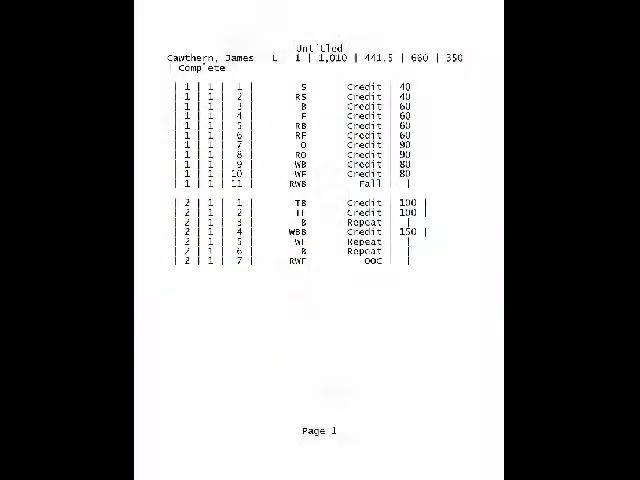 Untitled
Cawthern, James L 1 | 1,010 | 441.5 | 660 | 350
| Complete
| 1 | 1 | 1 | S Credit | 40
| 1 | 1 | 2 | RS Credit | 40
| 1 | 1 | 3 | B Credit | 60
| 1 | 1 | 4 | F Credit | 60
| 1 | 1 | 5 | RB Credit | 60
| 1 | 1 | 6 | RF Credit | 60
| 1 | 1 | 7 | O Credit | 90
| 1 | 1 | 8 | RO Credit | 90
| 1 | 1 | 9 | WB Credit | 80
| 1 | 1 | 10 | WF Credit | 80
| 1 | 1 | 11 | RWB Fall | |
| 2 | 1 | 1 | TB Credit | 100 |
| 2 | 1 | 2 | TF Credit | 100 |
| 2 | 1 | 3 | B Repeat | |
| 2 | 1 | 4 | WBB Credit | 150 |
| 2 | 1 | 5 | WF Repeat | |
| 2 | 1 | 6 | B Repeat | |
| 2 | 1 | 7 | RWF OOC | |
Page 1